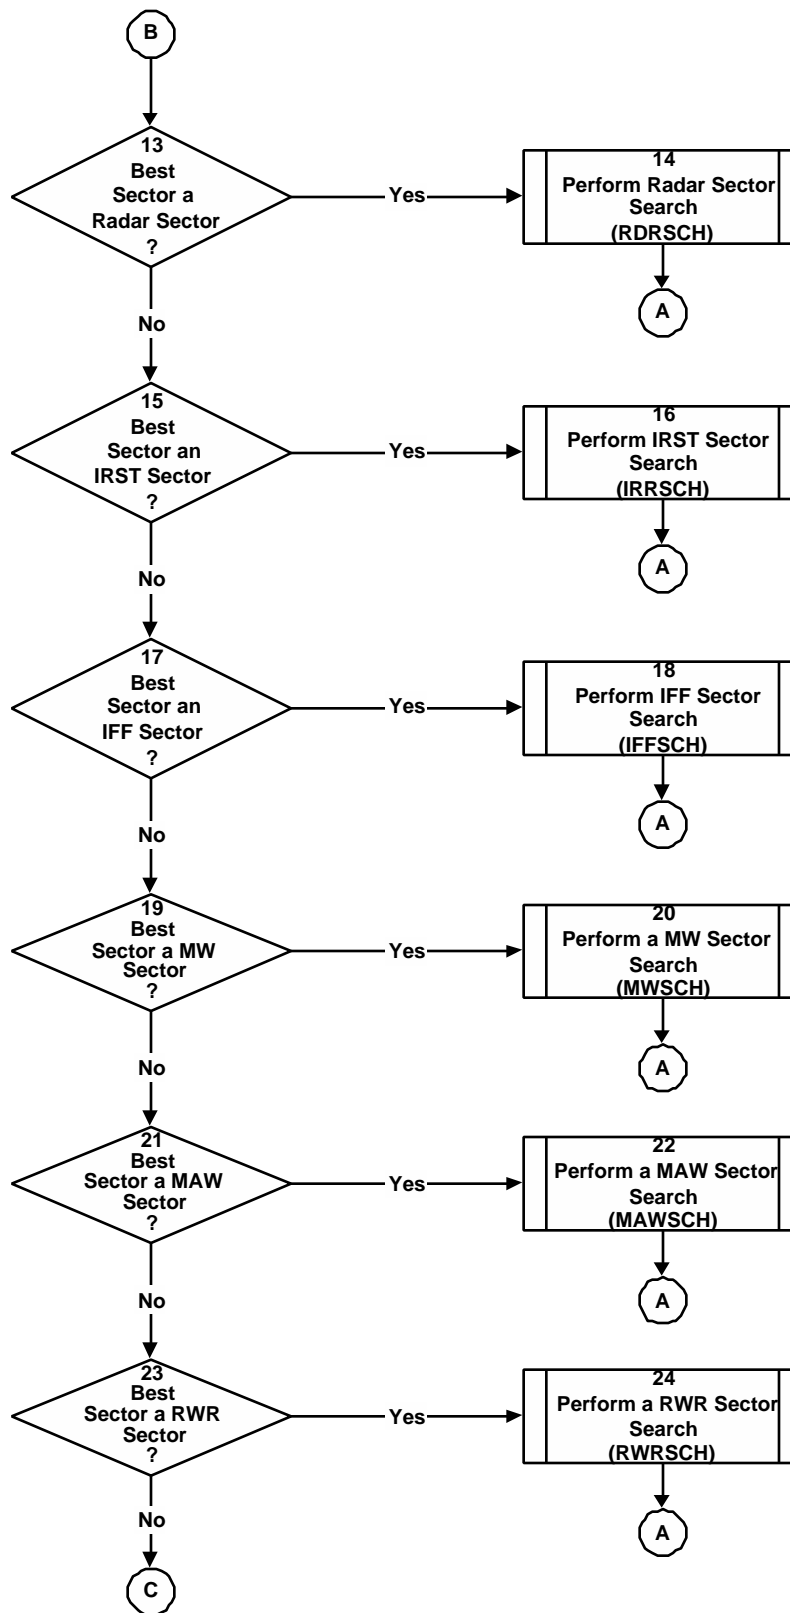 B
13
Best
Sector a
Radar Sector
?
Yes
14
Perform Radar Sector
Search
(RDRSCH)
A
No
15
Best
Sector an
IRST Sector
?
Yes
16
Perform IRST Sector
Search
(IRRSCH)
A
No
17
Best
Sector an
IFF Sector
?
Yes
18
Perform IFF Sector
Search
(IFFSCH)
A
No
19
Best
Sector a MW
Sector
?
Yes
20
Perform a MW Sector
Search
(MWSCH)
A
No
21
Best
Sector a MAW
Sector
?
Yes
22
Perform a MAW Sector
Search
(MAWSCH)
A
No
23
Best
Sector a RWR
Sector
?
Yes
24
Perform a RWR Sector
Search
(RWRSCH)
A
No
C